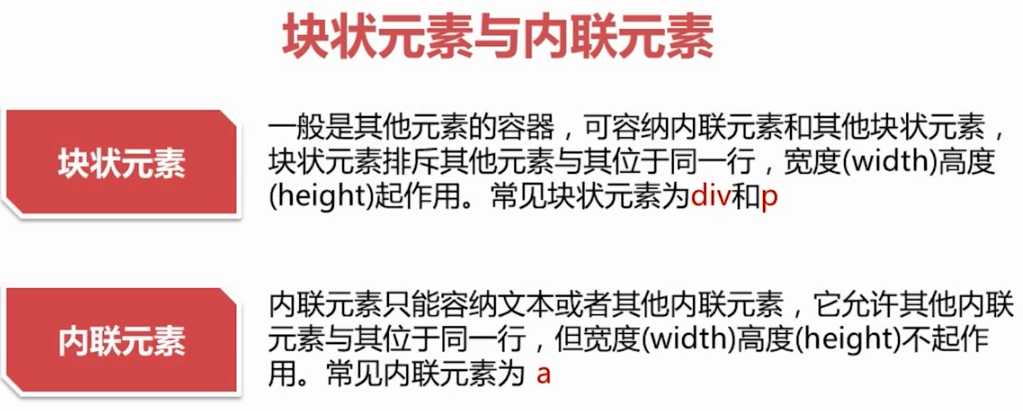 块状元素与内联元素
块状元素
一般是其他元素的容器，可容纳内联元素和其他块状元素，
块状元素排斥其他元素与其位于同一行，宽度(width)高度
(height)起作用。常见块状元素为div和p
内联元素
内联元素只能容纳文本或者其他内联元素，它允许其他内联
元素与其位于同一行，但宽度(width)高度(height)不起作
用。常见内联元素为 a